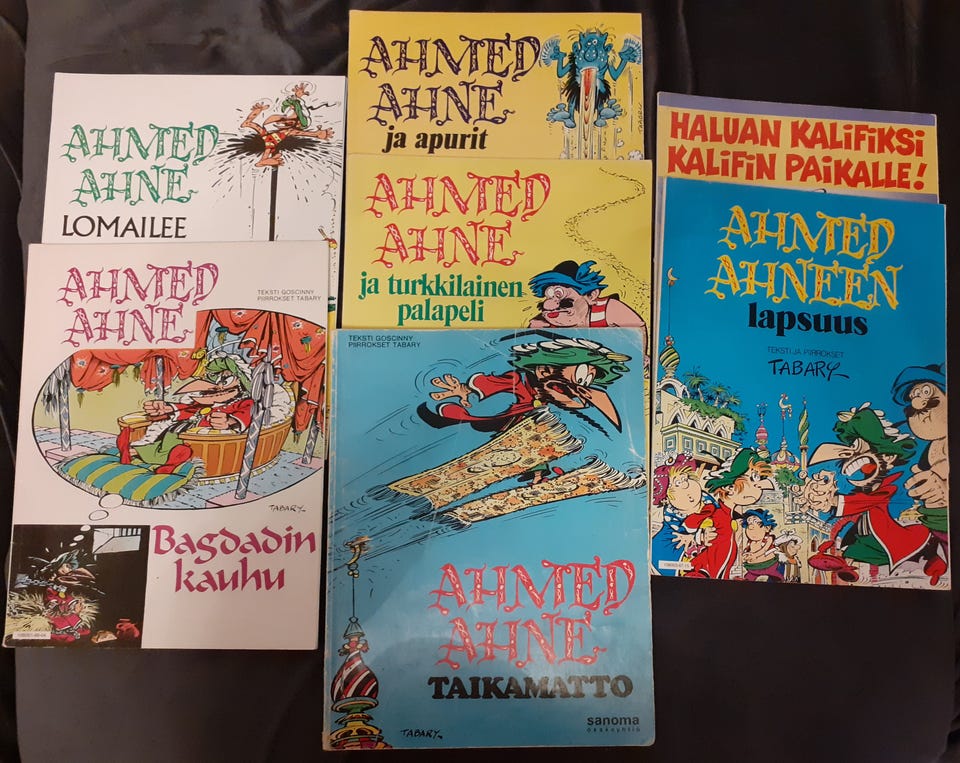 AHMED
AHNE
LOMAILEE
AHMED
AHNE
TEKSTI GOSCINNY
PIIRROKSET TABARY
TABARY
Bagdadin
kauhu
AHMED
AHNE
ja apurit
TABARY
AHMED
AHNE
ja turkkilainen
palapeli
TEKSTI GOSCINNY
PIIRROKSET TABARY
AHMED
AHNE
TAIKAMATTO
sanoma
osakeyhtiö
TABARY
HALUAN KALIFIKSI
KALIFIN PAIKALLE!
AHMED
AHNEEN
lapsuus
TEKSTI JA PIIRROKSET
TABARY